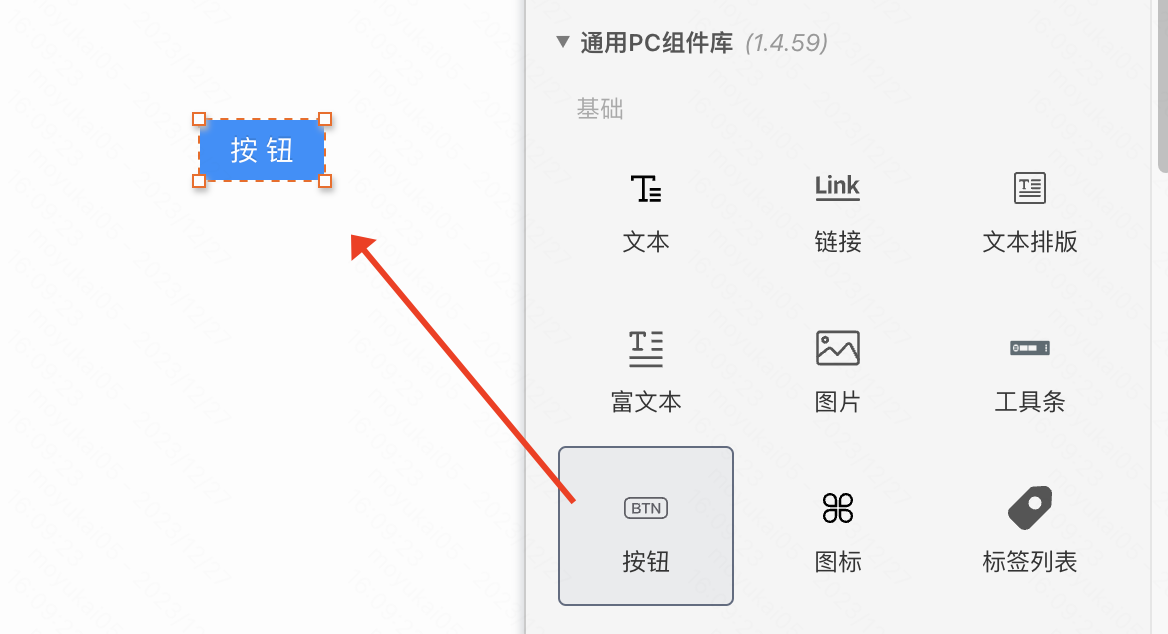 按 钮
通用PC组件库 (1.4.59)
基础
Link
文本 链接 文本排版
富文本 图片 工具条
BTN
按钮 图标 标签列表